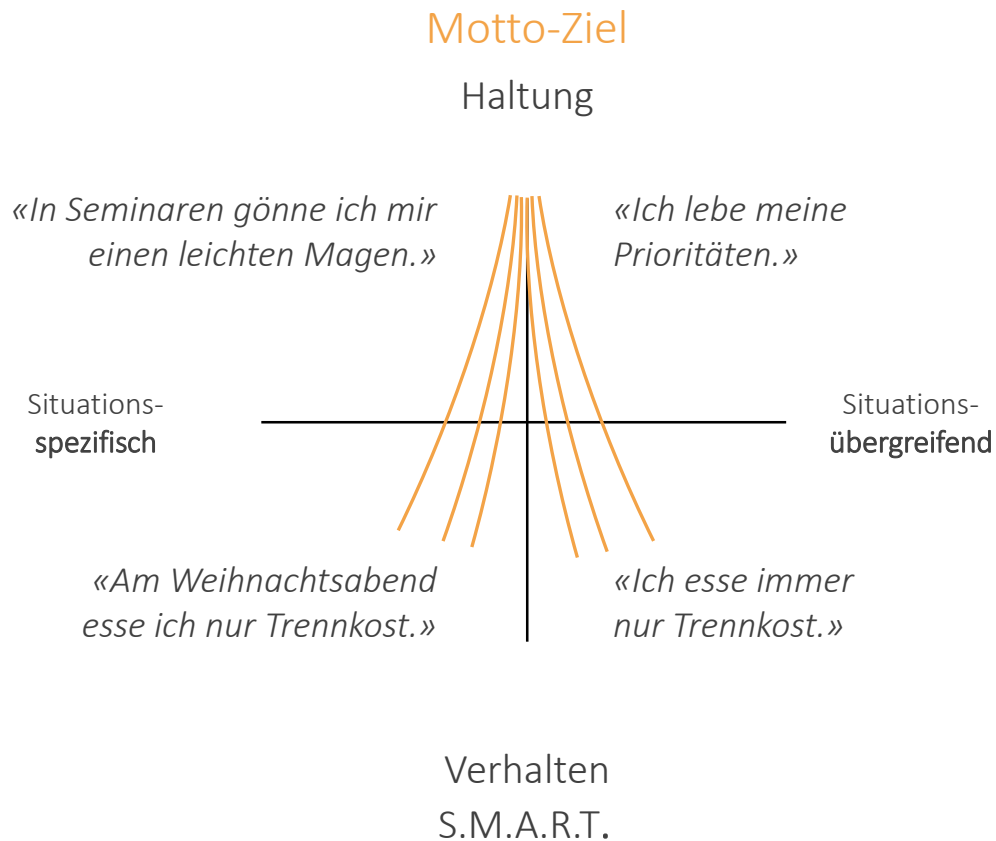 Motto-Ziel
Haltung
«In Seminaren gönne ich mir
einen leichten Magen.»
«Ich lebe meine
Prioritäten.»
Situations-
spezifisch
Situations-
übergreifend
«Am Weihnachtsabend
esse ich nur Trennkost.»
«Ich esse immer
nur Trennkost.»
Verhalten
S.M.A.R.T.